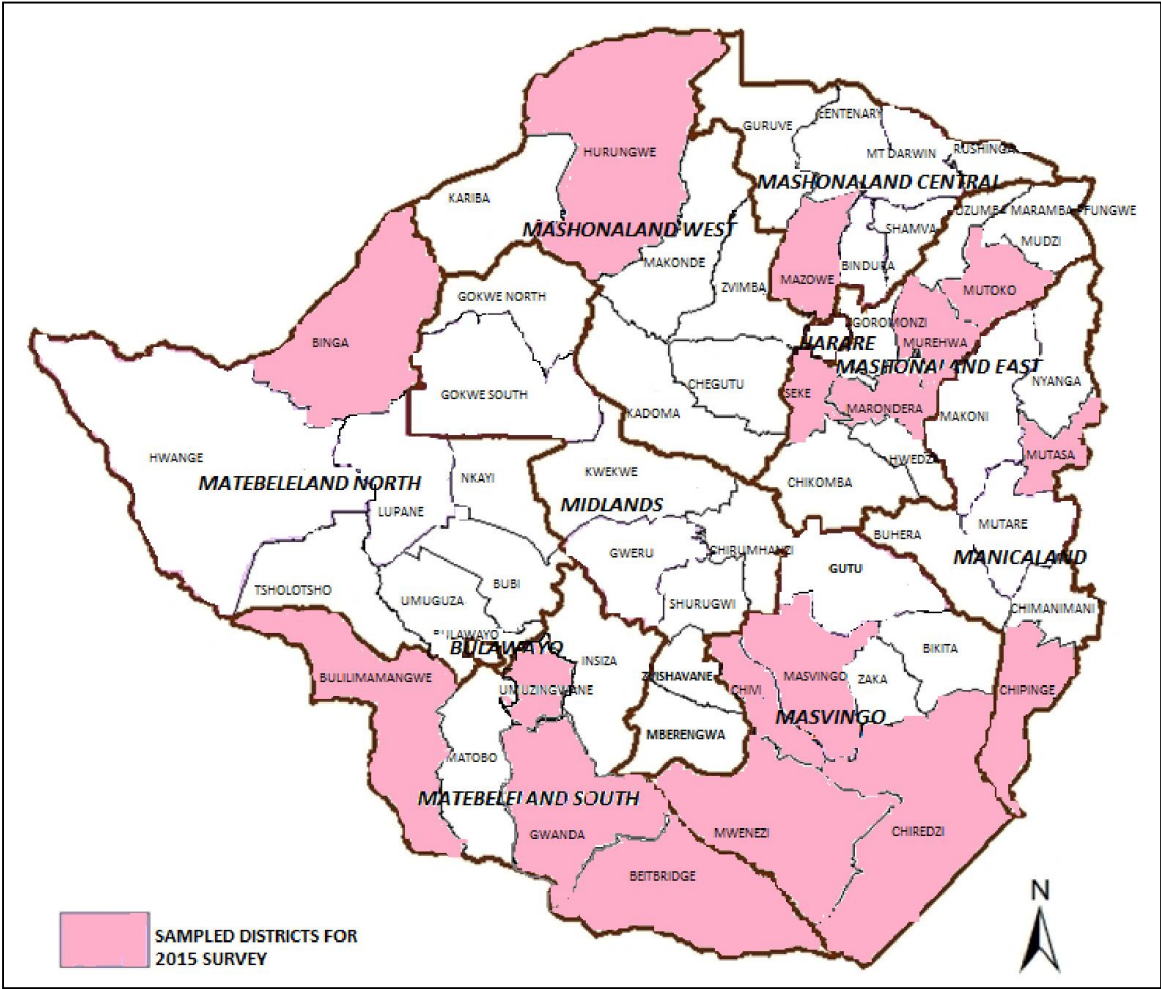 GURUVE
CENTENARY
HURUNGWE
MT DARWIN
RUSHINGA
MASHONALAND CENTRAL
KARIBA
UZUMBA MARAMBA PFUNGWE
MASHONALAND WEST
SHAMVA
MUDZI
MAKONDE
BINDURA
MAZOWE
ZVIMBA
MUTOKO
GOKWE NORTH
GOROMONZI
BINGA
HARARE
MUREHWA
MASHONALAND EAST
NYANGA
CHEGUTU
GOKWE SOUTH
SEKE
MARONDERA
KADOMA
MAKONI
HWANGE
HWEDZA
MUTASA
KWEKWE
NKAYI
MATEBELELAND NORTH
CHIKOMBA
MIDLANDS
LUPANE
MUTARE
BUHERA
GWERU
CHIRUMHANZI
MANICALAND
GUTU
BUBI
TSHOLOTSHO
UMUGUZA
SHURUGWI
CHIMANIMANI
BULAWAYO
BULAWAYO
BIKITA
INSIZA
BULILIMAMANGWE
ZVISHAVANE
MASVINGO
ZAKA
UMUZINGWANE
CHIVI
CHIPINGE
MASVINGO
MBERENGWA
MATOBO
MATEBELELAND SOUTH
GWANDA
MWENEZI
CHIREDZI
BEITBRIDGE
N
SAMPLED DISTRICTS FOR
2015 SURVEY